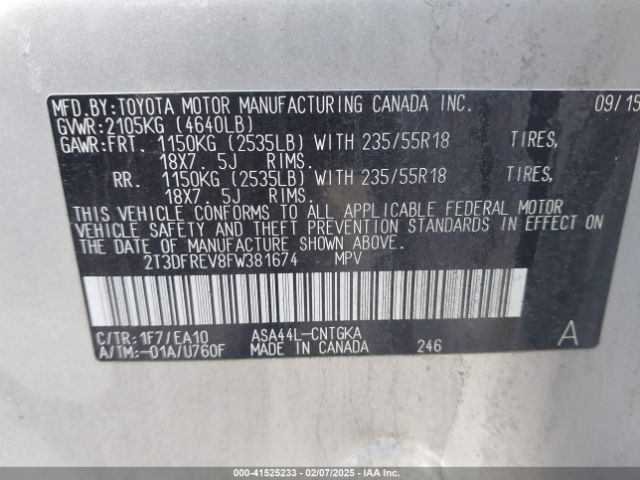 MFD.BY:TOYOTA MOTOR MANUFACTURING CANADA INC. 09/15
GVWR:2105KG (4640LB)
GAWR:FRT. 1150KG (2535LB) WITH 235/55R18 TIRES,
18X7. 5J RIMS.
RR. 1150KG (2535LB) WITH 235/55R18 TIRES,
18X7. 5J RIMS.
THIS VEHICLE CONFORMS TO ALL APPLICABLE FEDERAL MOTOR
VEHICLE SAFETY AND THEFT PREVENTION STANDARDS IN EFFECT ON
THE DATE OF MANUFACTURE SHOWN ABOVE.
2T3DFREV8FW381674 MPV
C/TR:1F7/EA10 ASA44L-CNTGKA A
A/TM:-01A/U760F MADE IN CANADA 246
000-41525233 - 02/07/2025 - IAA Inc.